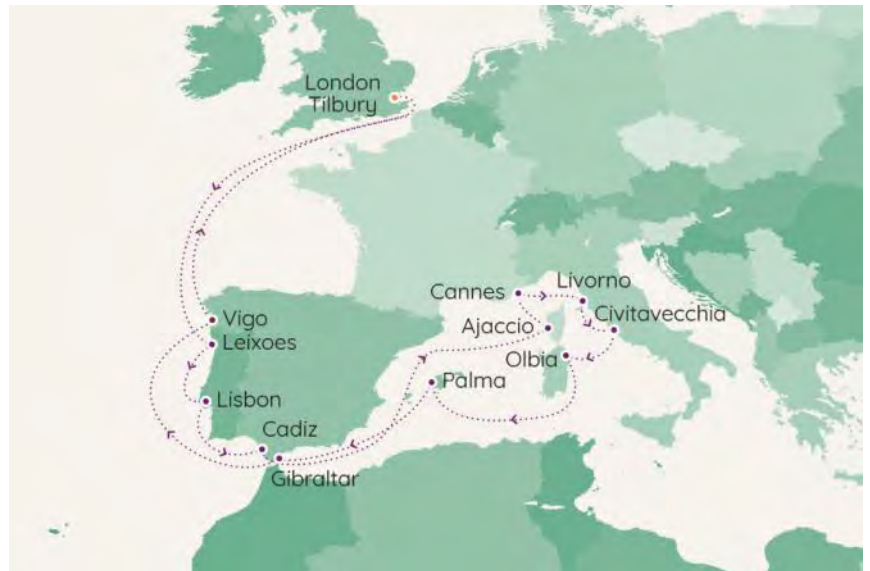 London
Tilbury
Cannes
Livorno
Civitavecchia
Ajaccio
Vigo
Leixoes
Olbia
Palma
Lisbon
Cadiz
Gibraltar